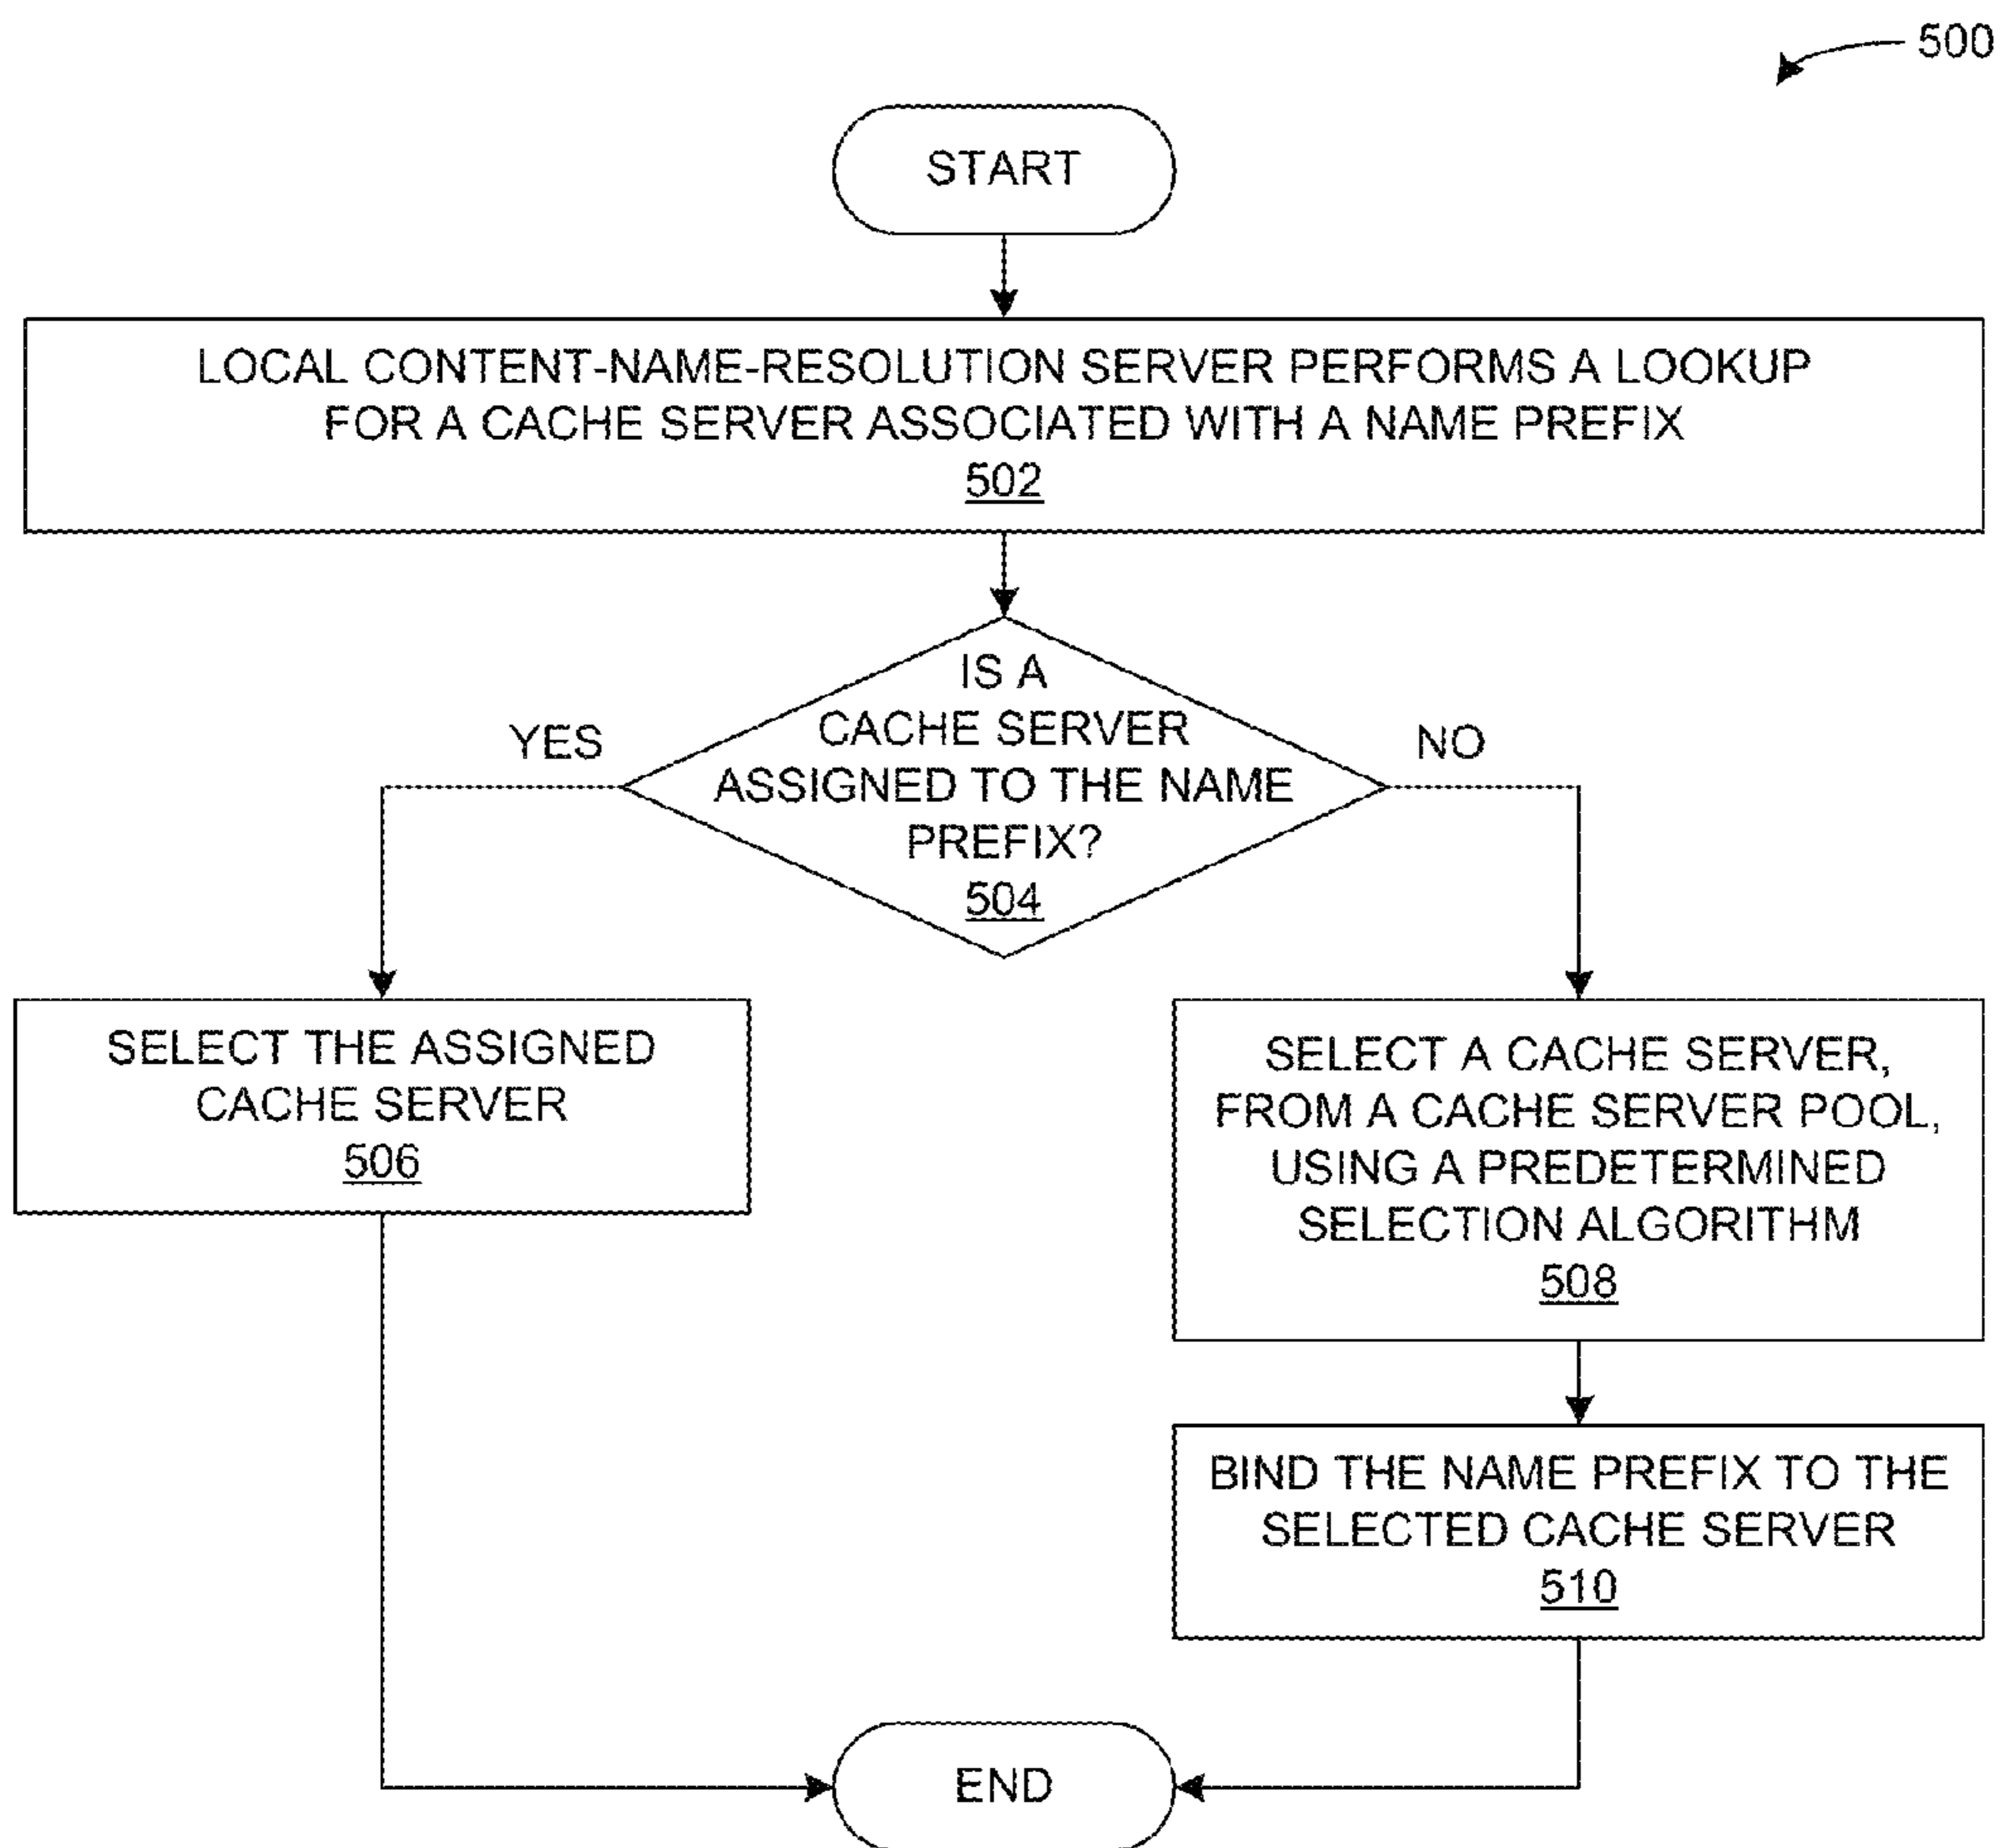 500
START
LOCAL CONTENT-NAME-RESOLUTION SERVER PERFORMS A LOOKUP
FOR A CACHE SERVER ASSOCIATED WITH A NAME PREFIX
502
IS A
CACHE SERVER
ASSIGNED TO THE NAME
PREFIX?
504
YES
NO
SELECT THE ASSIGNED
CACHE SERVER
506
SELECT A CACHE SERVER,
FROM A CACHE SERVER POOL,
USING A PREDETERMINED
SELECTION ALGORITHM
508
BIND THE NAME PREFIX TO THE
SELECTED CACHE SERVER
510
END